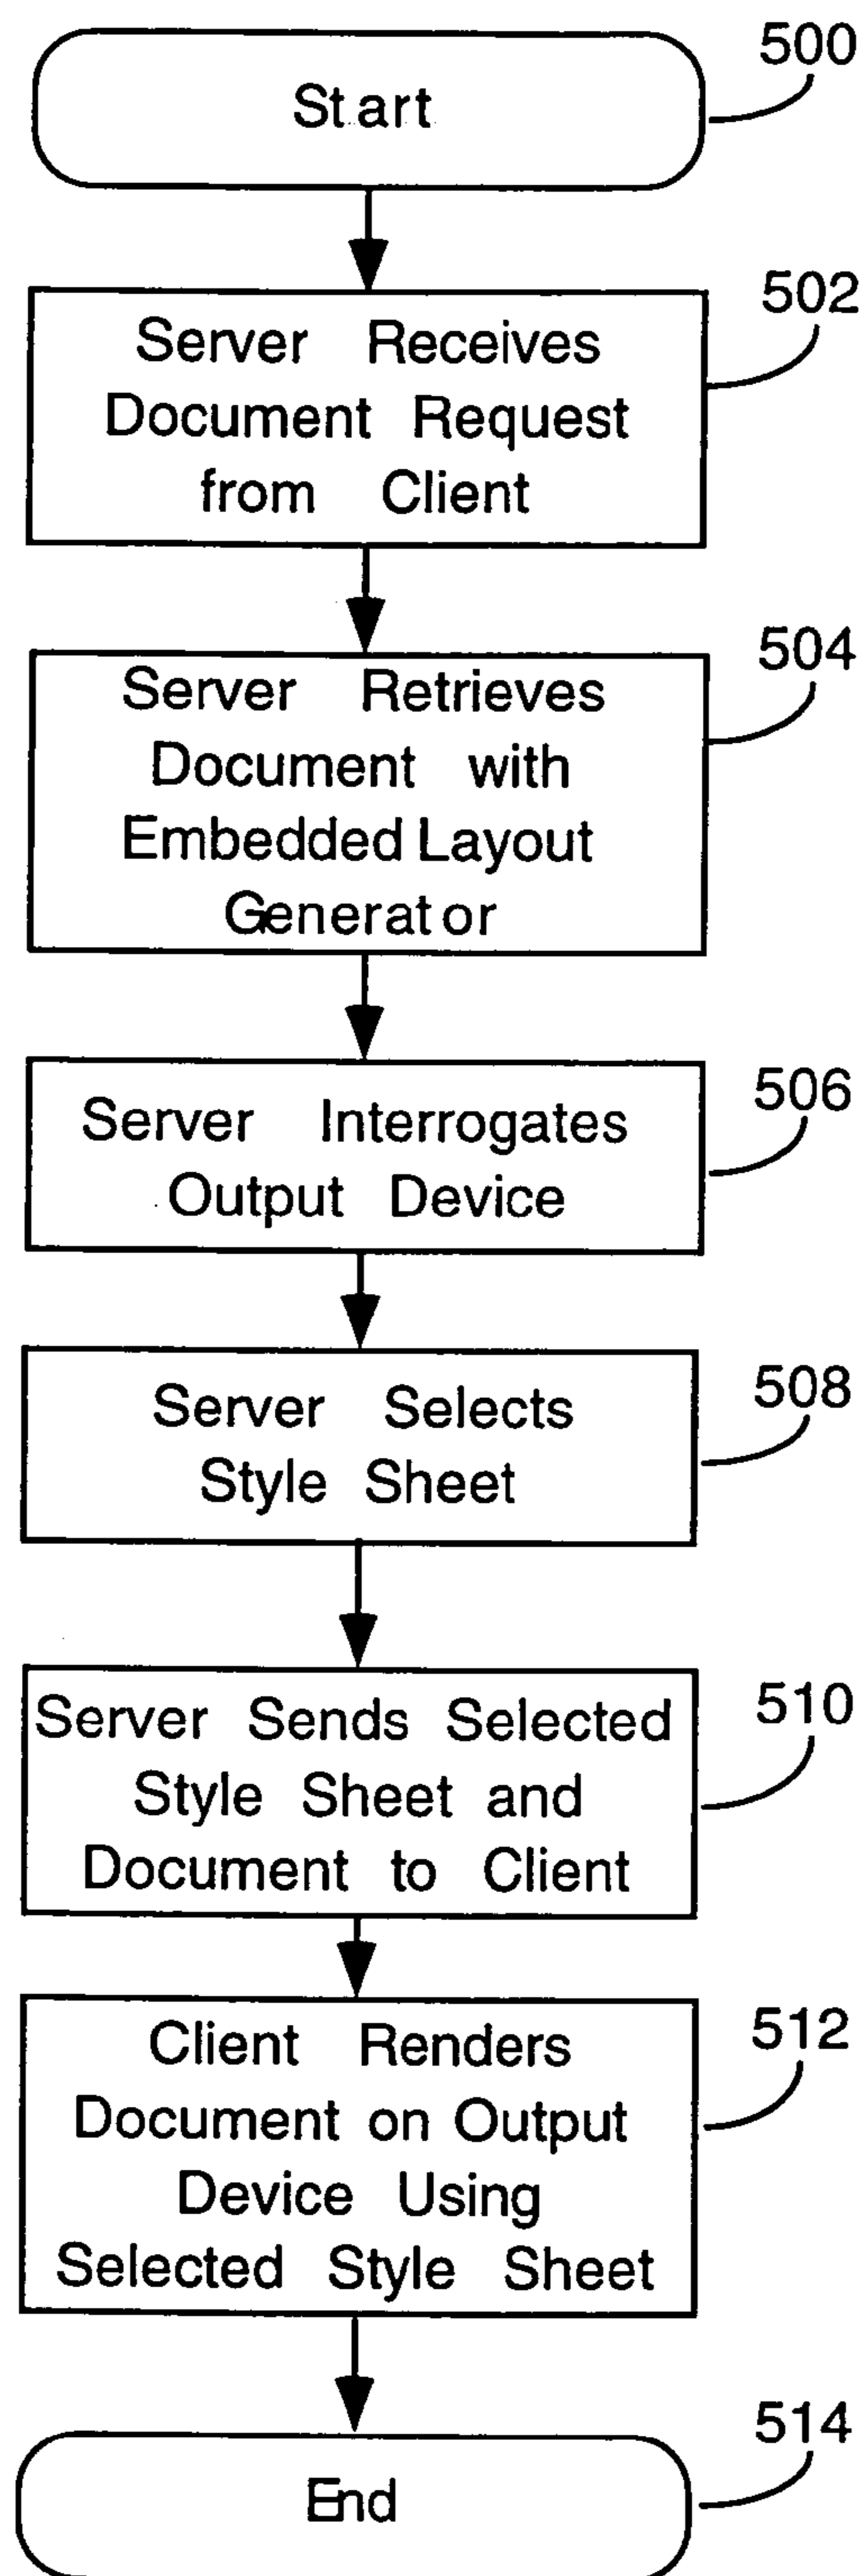 500
Start
502
Server Receives
Document Request
from Client
504
Server Retrieves
Document with
Embedded Layout
Generator
506
Server Interrogates
Output Device
508
Server Selects
Style Sheet
510
Server Sends Selected
Style Sheet and
Document to Client
512
Client Renders
Document on Output
Device Using
Selected Style Sheet
514
End